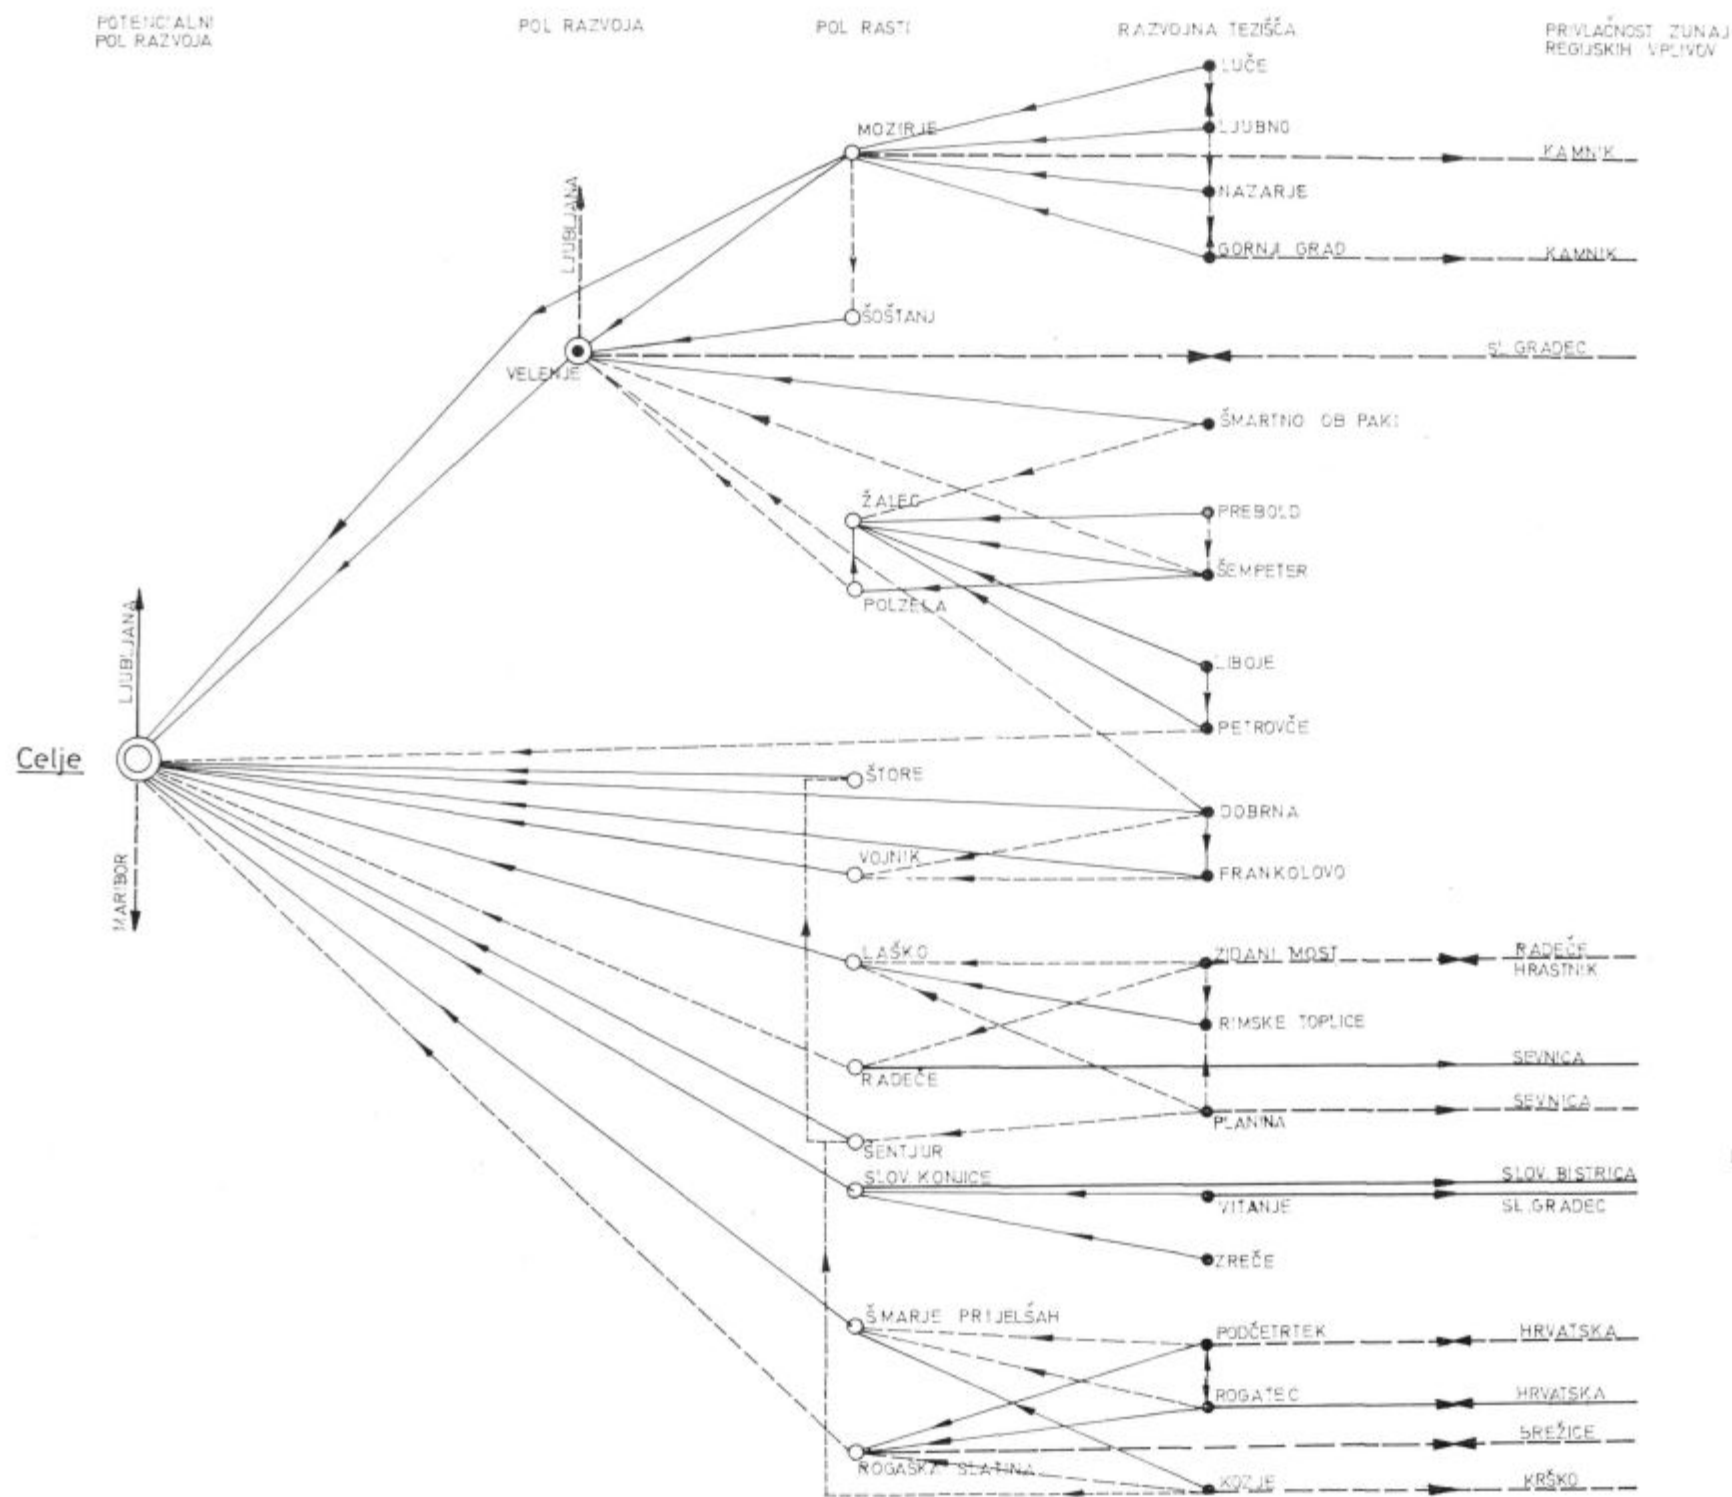 POTENCIALNI
POL RAZVOJA
POL RAZVOJA
POL RASTI
RAZVOJNA TEZIŠČA
PRIVLAČNOST ZUNAJ
REGIJSKIH VPLIVOV
LUČE
MOZIRJE
LJUBNO
KAMNIK
NAZARJE
LJUBLJANA
GORNJI GRAD
KAMNIK
ŠOŠTANJ
SL. GRADEC
VELENJE
ŠMARTNO OB PAKI
ŽALEC
PREBOLD
ŠEMPETER
POLZELA
LJUBLJANA
LIBOJE
PETROVČE
Celje
ŠTORE
DOBRNA
VOJNIK
FRANKOLOVO
MARIBOR
LAŠKO
ZIDANI MOST
RADEČE
HRASTNIK
RIMSKE TOPLICE
SEVNICA
RADEČE
SEVNICA
PLANINA
ŠENTJUR
SLOV. KONJICE
SLOV. BISTRICA
VITANJE
SL. GRADEC
ZREČE
ŠMARJE PRI JELŠAH
PODČETRTEK
HRVATSKA
ROGATEC
HRVATSKA
BREŽICE
ROGAŠKA SLATINA
KOZJE
KRŠKO